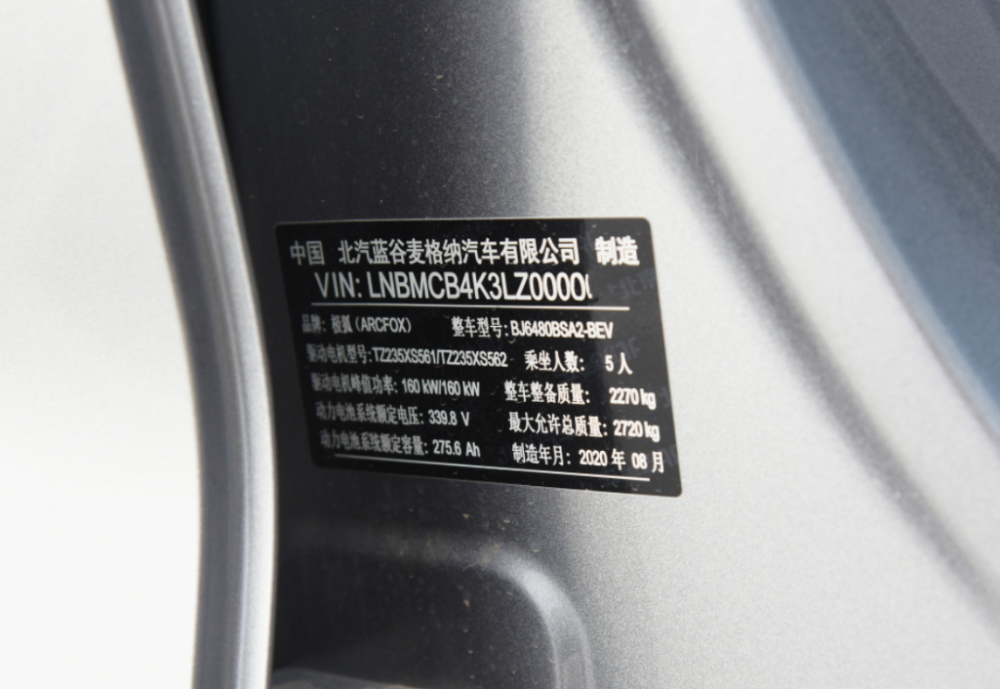 中国 北汽蓝谷麦格纳汽车有限公司 制造
VIN: LNBMCB4K3LZ0000
品牌: 极狐 (ARCFOX) 整车型号: BJ6480BSA2-BEV
驱动电机型号: TZ235XS561/TZ235XS562 乘坐人数: 5 人
驱动电机峰值功率: 160 kW/160 kW 整车整备质量: 2270 kg
动力电池系统额定电压: 339.8 V 最大允许总质量: 2720 kg
动力电池系统额定容量: 275.6 Ah 制造年月: 2020 年 08 月